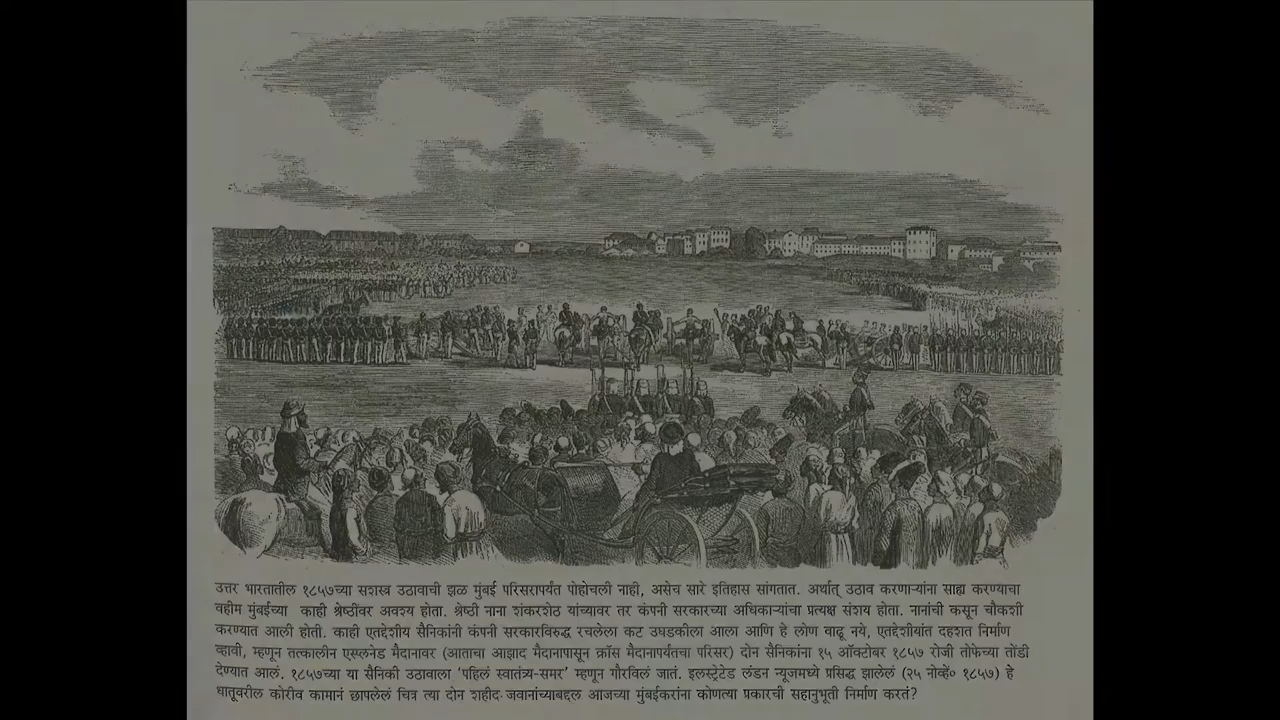 उत्तर भारतातील १८५७च्या सशस्त्र उठावाची झळ मुंबई परिसरापर्यंत पोहोचली नाही, असेच सारे इतिहास सांगतात. अर्थात् उठाव करणाऱ्यांना साह्य करण्याचा
वहीम मुंबईच्या काही श्रेष्ठींवर अवश्य होता. श्रेष्ठी नाना शंकरशेठ यांच्यावर तर कंपनी सरकारच्या अधिकाऱ्यांचा प्रत्यक्ष संशय होता. नानांची कसून चौकशी
करण्यात आली होती. काही एतद्देशीय सैनिकांनी कंपनी सरकारविरुद्ध रचलेला कट उघडकीला आला आणि हे लोण वाढू नये, एतद्देशीयांत दहशत निर्माण
व्हावी, म्हणून तत्कालीन एस्प्लनेड मैदानावर (आताचा आझाद मैदानापासून क्रॉस मैदानापर्यंतचा परिसर) दोन सैनिकांना १५ ऑक्टोबर १८५७ रोजी तोफेच्या तोंडी
देण्यात आलं. १८५७च्या या सैनिकी उठावाला 'पहिलं स्वातंत्र्य-समर' म्हणून गौरविलं जातं. इलस्ट्रेटेड लंडन न्यूजमध्ये प्रसिद्ध झालेलं (२५ नोव्हें० १८५७) हे
धातूवरील कोरीव कामानं छापलेलं चित्र त्या दोन शहीद जवानांच्याबद्दल आजच्या मुंबईकरांना कोणत्या प्रकारची सहानुभूती निर्माण करतं?